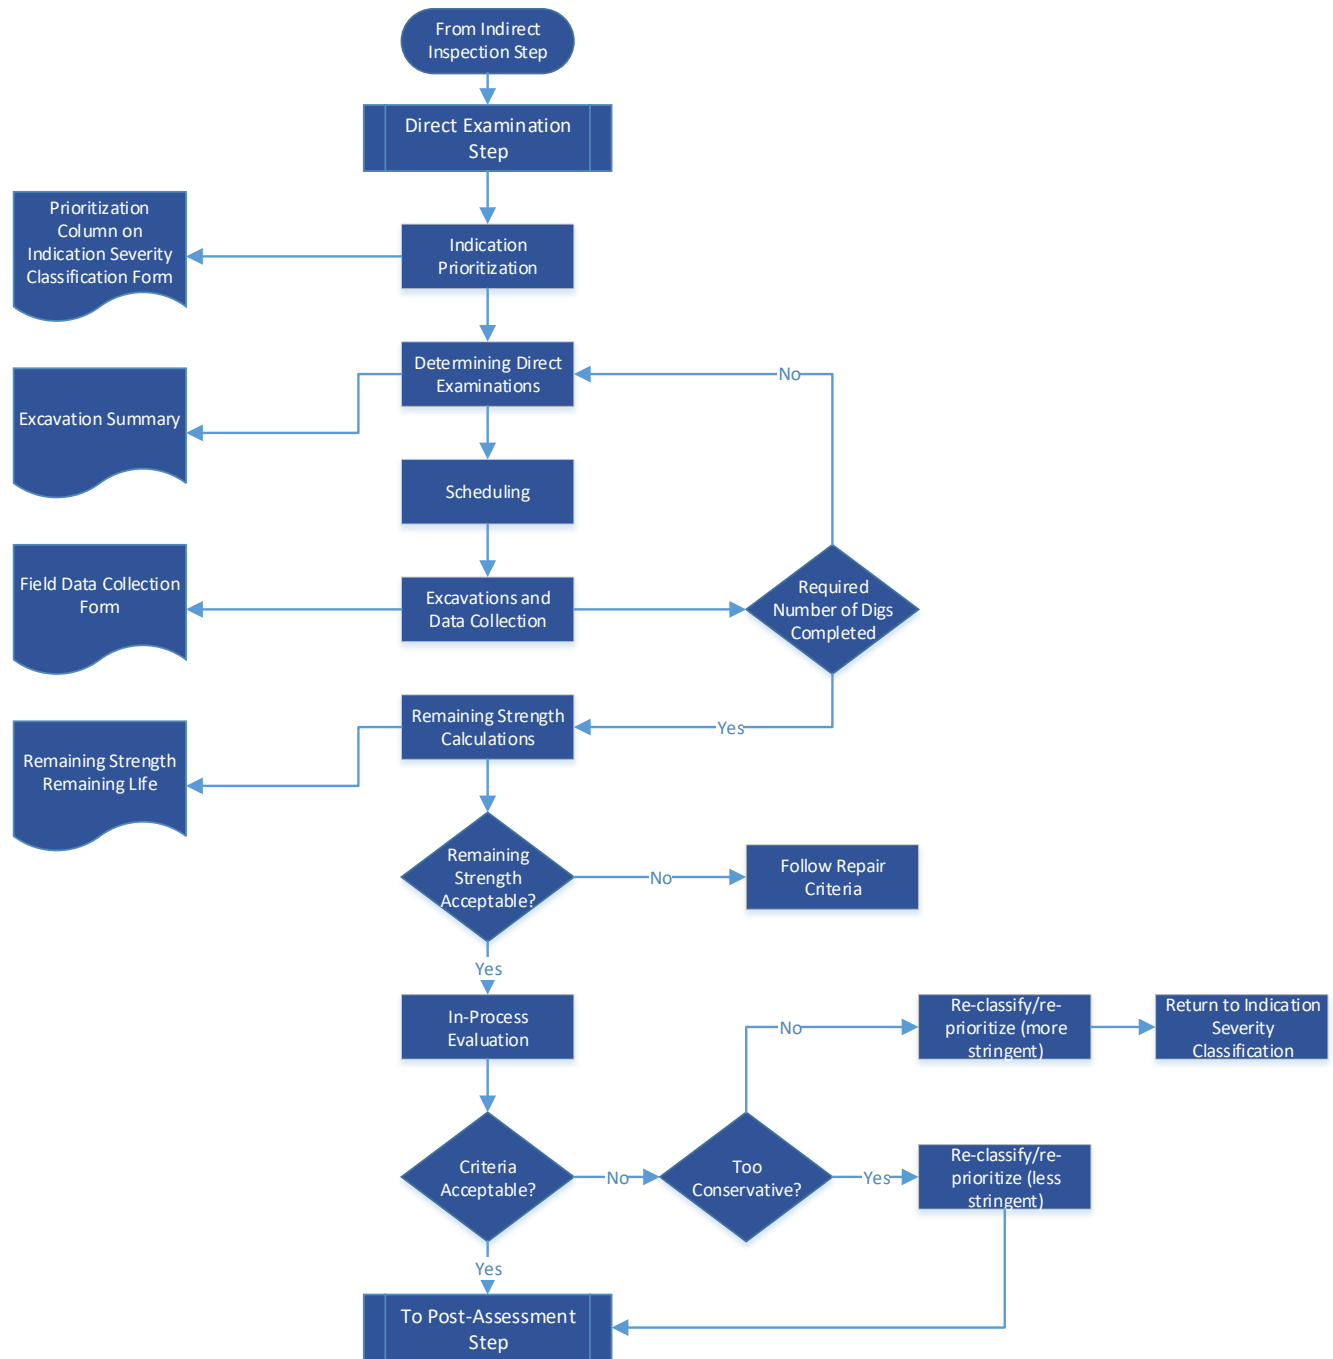 From Indirect
Inspection Step
Direct Examination
Step
Prioritization
Column on
Indication Severity
Classification Form
Indication
Prioritization
Determining Direct
Examinations
No
Excavation Summary
Scheduling
Field Data Collection
Form
Excavations and
Data Collection
Required
Number of Digs
Completed
Remaining Strength
Calculations
Yes
Remaining Strength
Remaining LIfe
Remaining
Strength
Acceptable?
No
Follow Repair
Criteria
Yes
In-Process
Evaluation
No
Re-classify/re-
prioritize (more
stringent)
Return to Indication
Severity
Classification
Criteria
Acceptable?
No
Too
Conservative?
Yes
Re-classify/re-
prioritize (less
stringent)
Yes
To Post-Assessment
Step